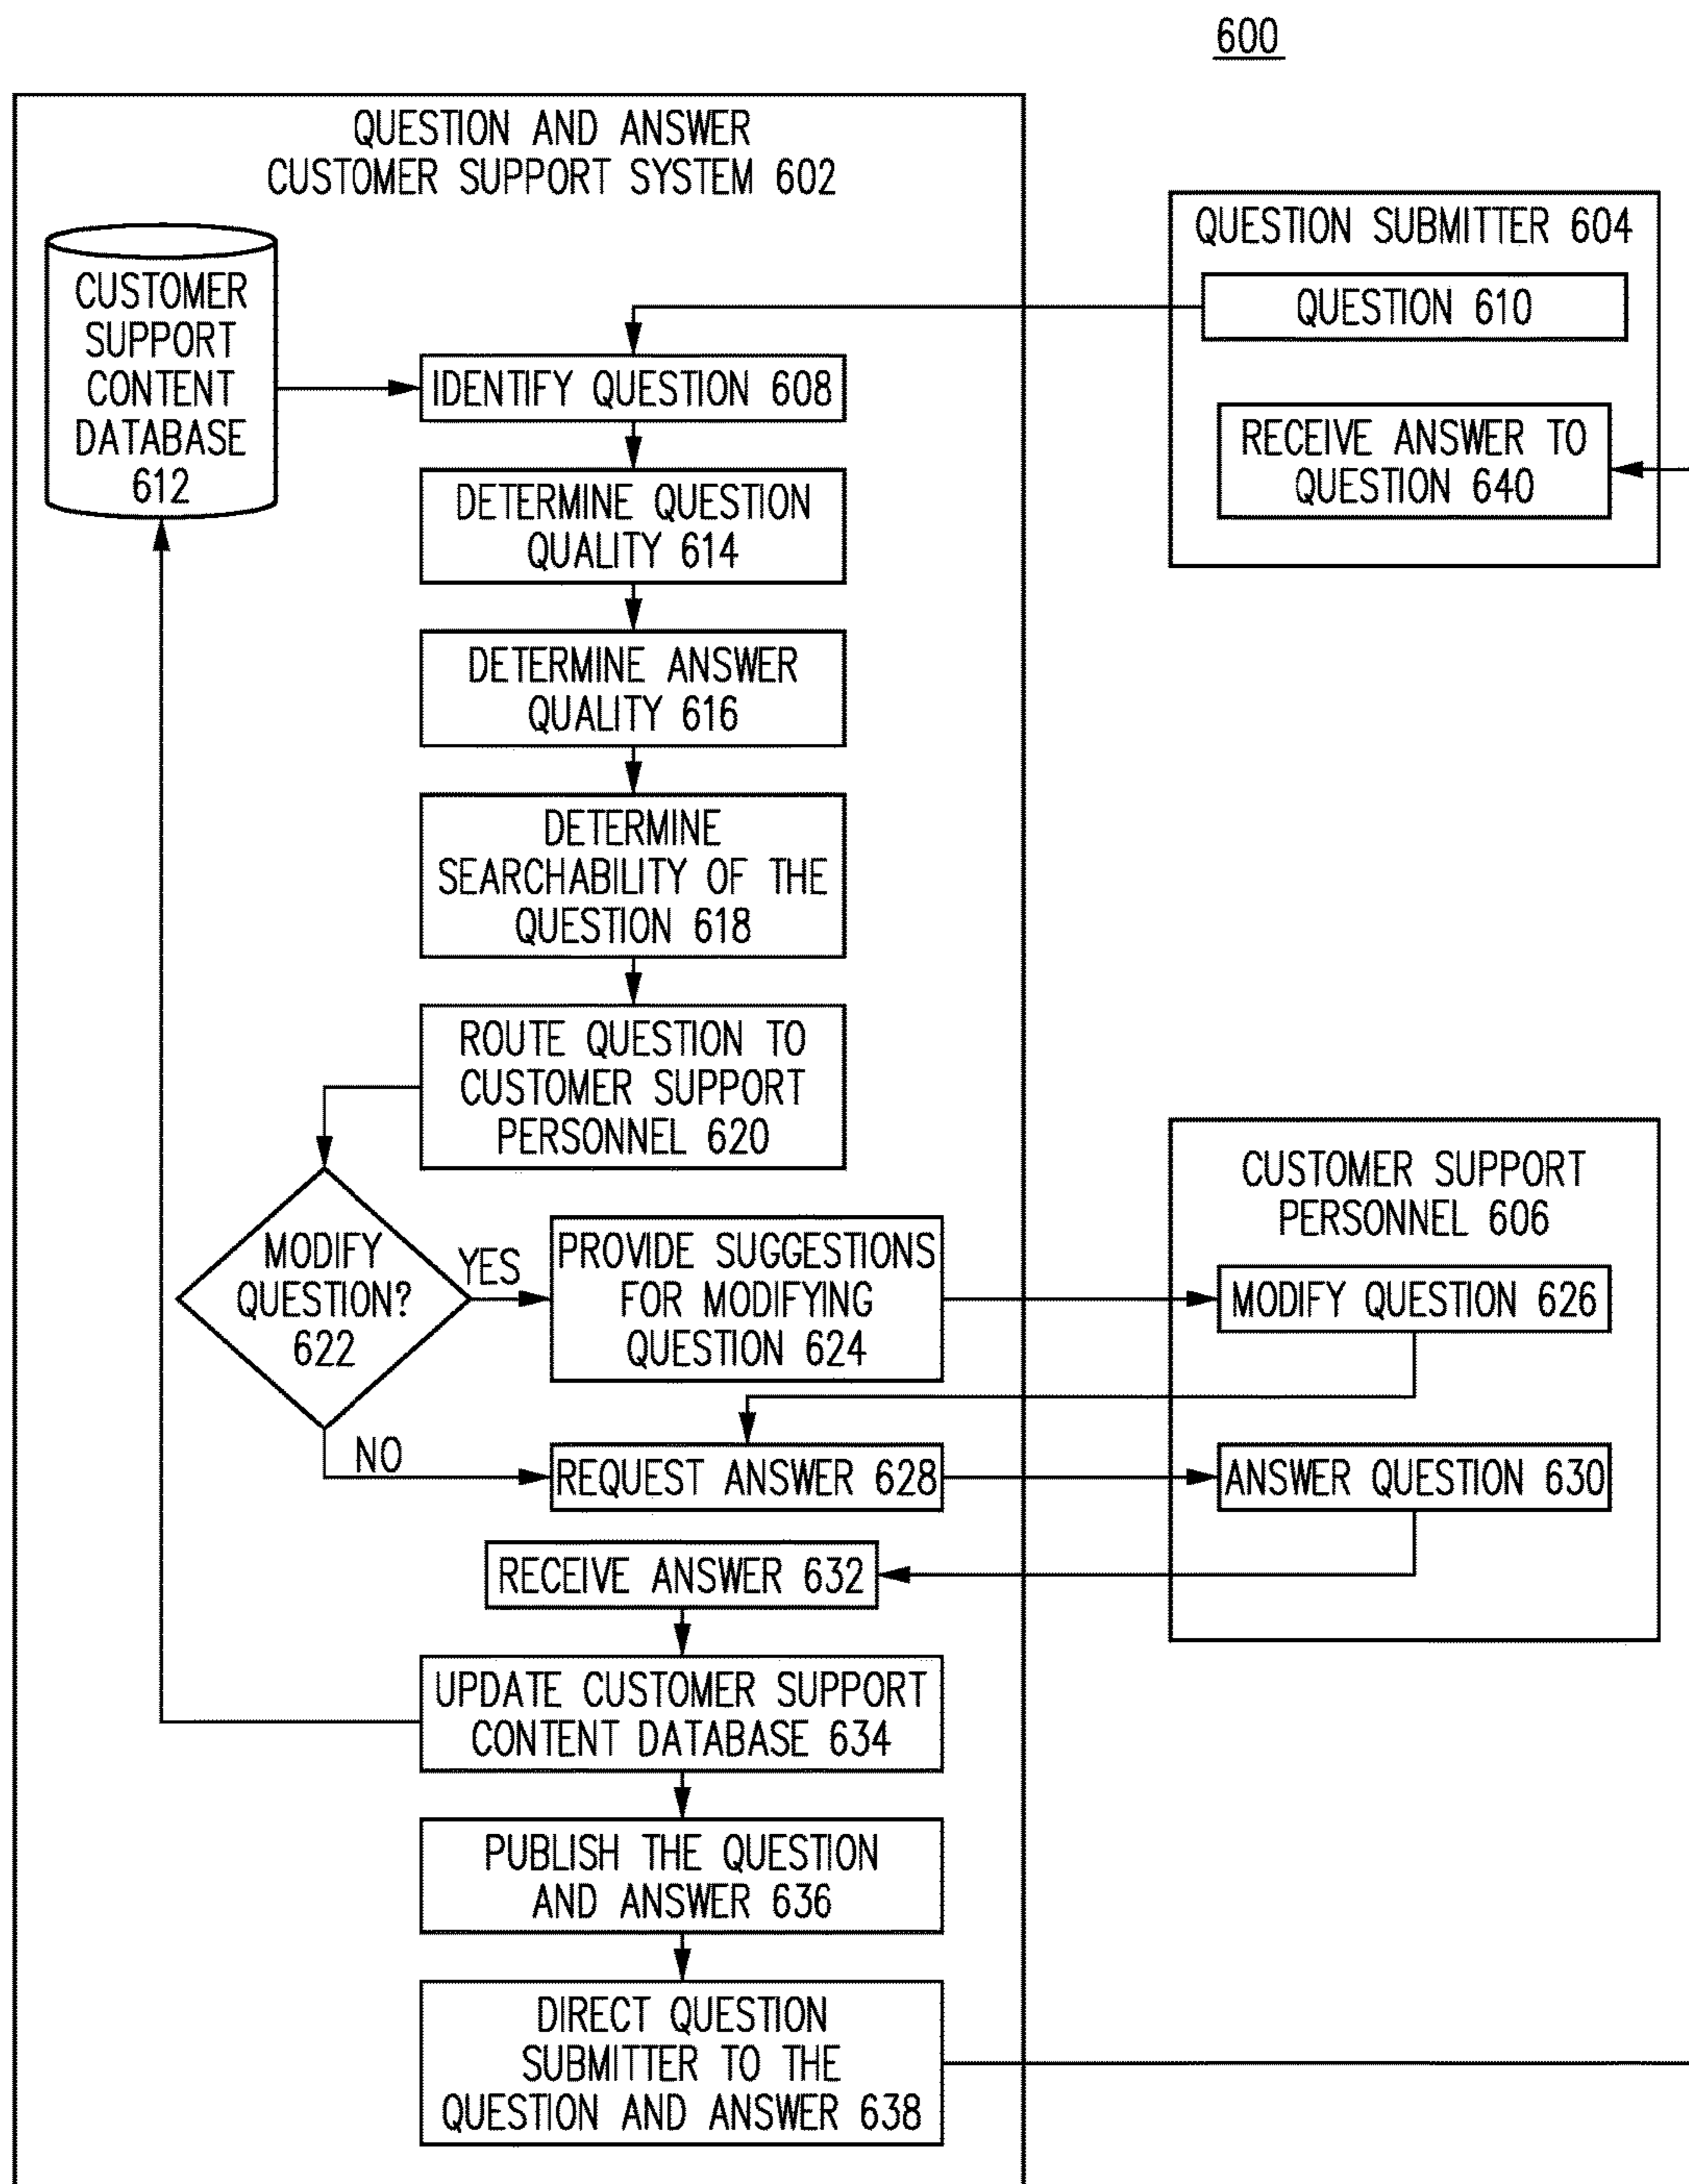 600
QUESTION AND ANSWER
CUSTOMER SUPPORT SYSTEM 602
QUESTION SUBMITTER 604
QUESTION 610
RECEIVE ANSWER TO
QUESTION 640
CUSTOMER
SUPPORT
CONTENT
DATABASE
612
IDENTIFY QUESTION 608
DETERMINE QUESTION
QUALITY 614
DETERMINE ANSWER
QUALITY 616
DETERMINE
SEARCHABILITY OF THE
QUESTION 618
ROUTE QUESTION TO
CUSTOMER SUPPORT
PERSONNEL 620
MODIFY
QUESTION?
622
YES
PROVIDE SUGGESTIONS
FOR MODIFYING
QUESTION 624
CUSTOMER SUPPORT
PERSONNEL 606
MODIFY QUESTION 626
NO
REQUEST ANSWER 628
ANSWER QUESTION 630
RECEIVE ANSWER 632
UPDATE CUSTOMER SUPPORT
CONTENT DATABASE 634
PUBLISH THE QUESTION
AND ANSWER 636
DIRECT QUESTION
SUBMITTER TO THE
QUESTION AND ANSWER 638